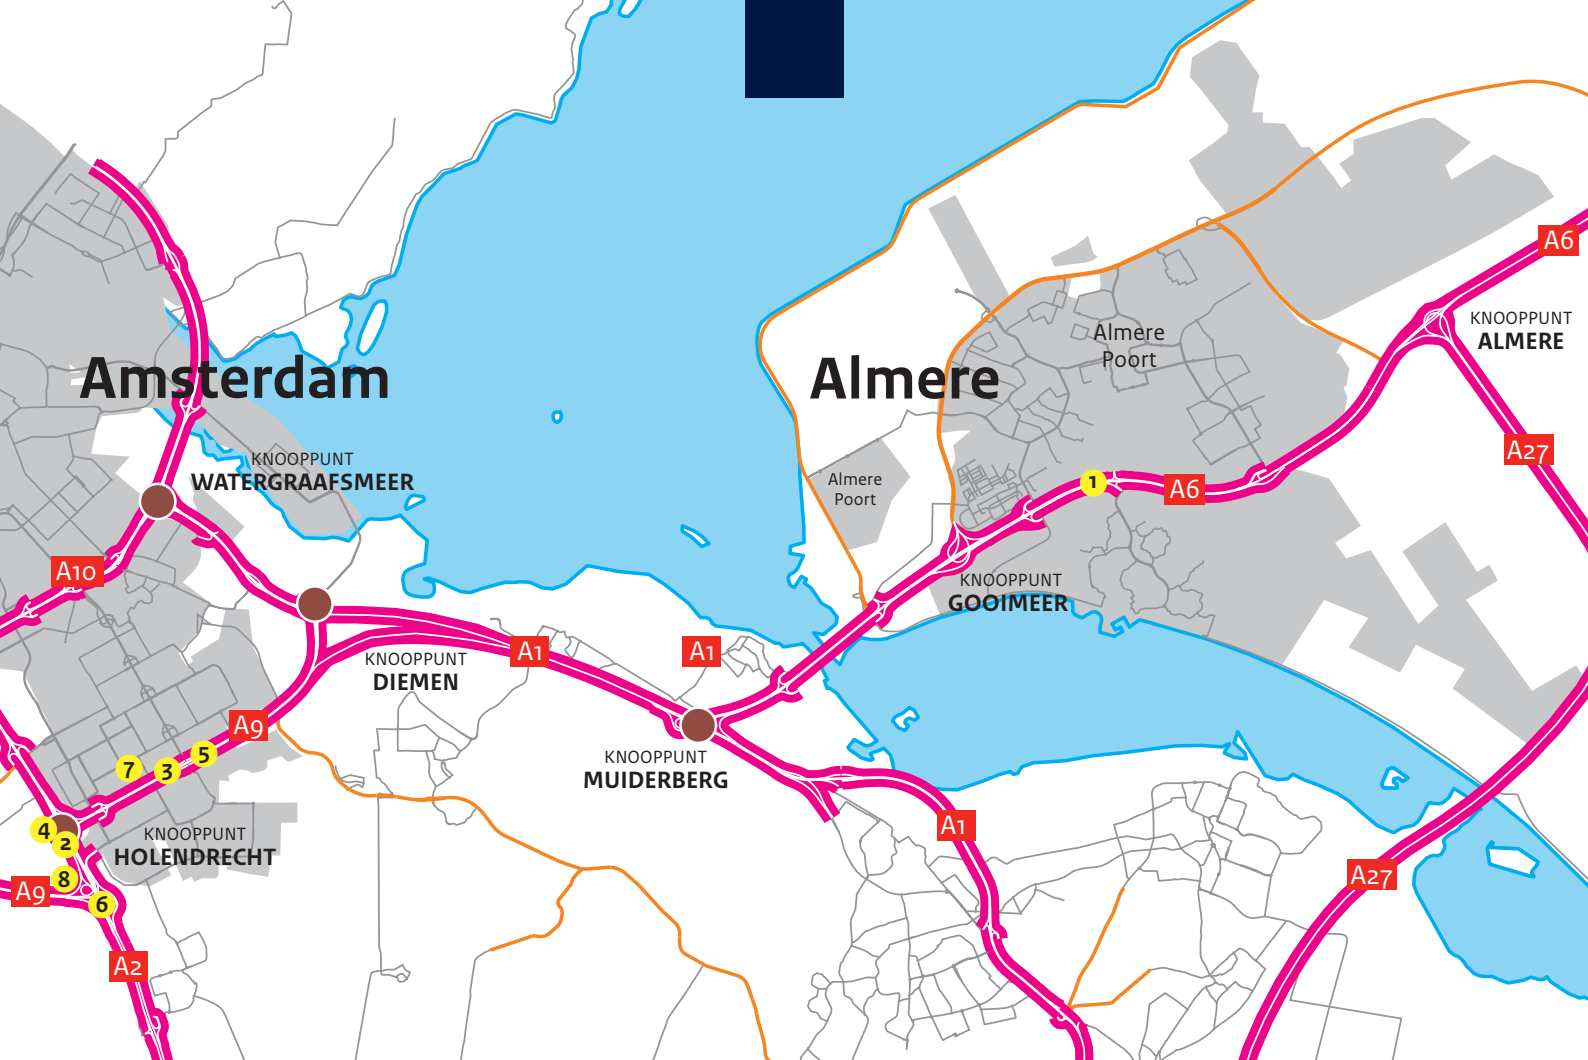 A6
KNOOPPUNT
ALMERE
Almere
Poort
Amsterdam
Almere
A27
KNOOPPUNT
WATERGRAAFSMEER
Almere
Poort
1
A6
A10
KNOOPPUNT
GOOIMEER
A1
A1
KNOOPPUNT
DIEMEN
A9
KNOOPPUNT
MUIDERBERG
7
3
5
4
2
KNOOPPUNT
HOLENDRECHT
A1
8
A9
6
A27
A2